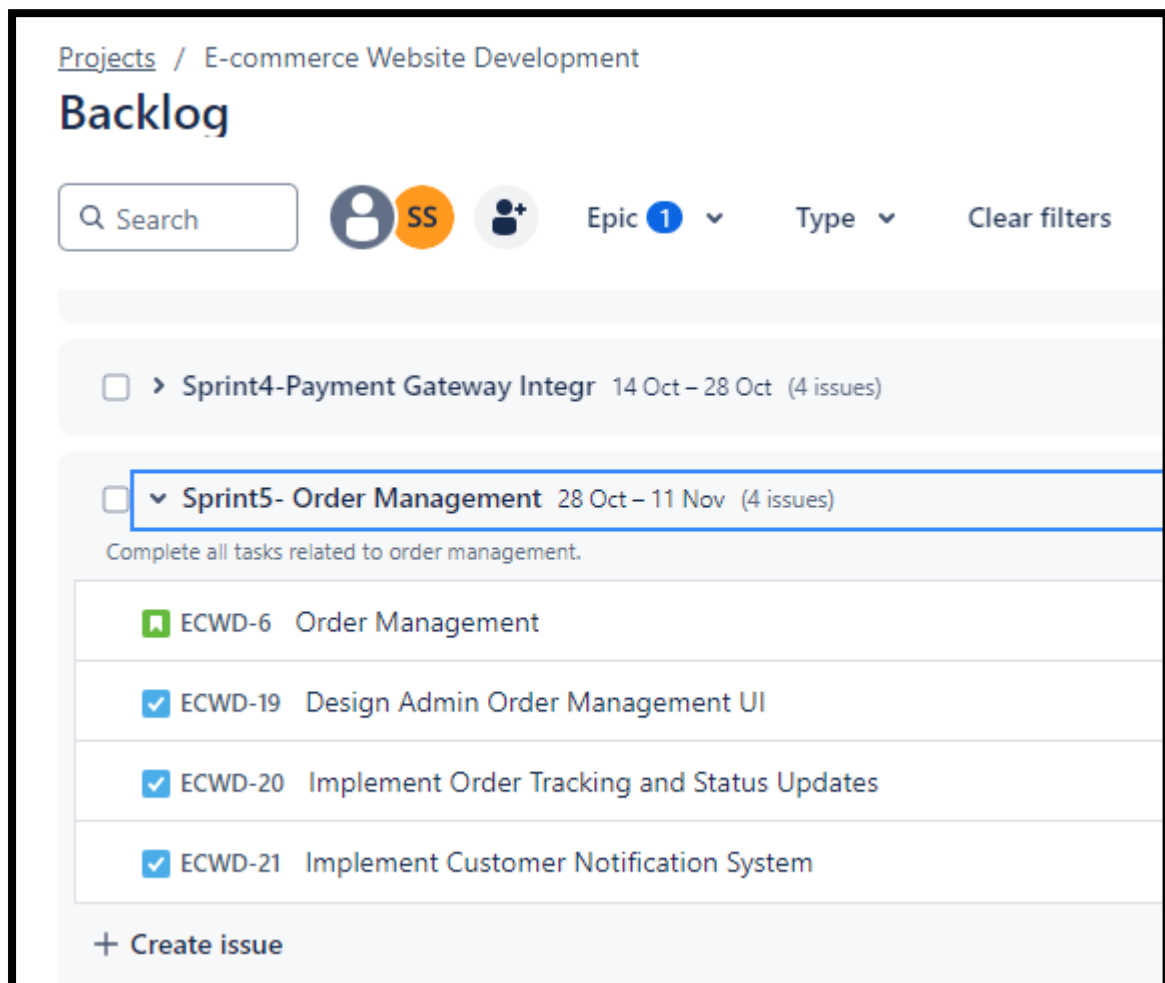 Projects / E-commerce Website Development
Backlog
Search SS Epic 1 Type Clear filters
Sprint4-Payment Gateway Integr 14 Oct – 28 Oct (4 issues)
Sprint5- Order Management 28 Oct – 11 Nov (4 issues)
Complete all tasks related to order management.
ECWD-6 Order Management
ECWD-19 Design Admin Order Management UI
ECWD-20 Implement Order Tracking and Status Updates
ECWD-21 Implement Customer Notification System
+ Create issue